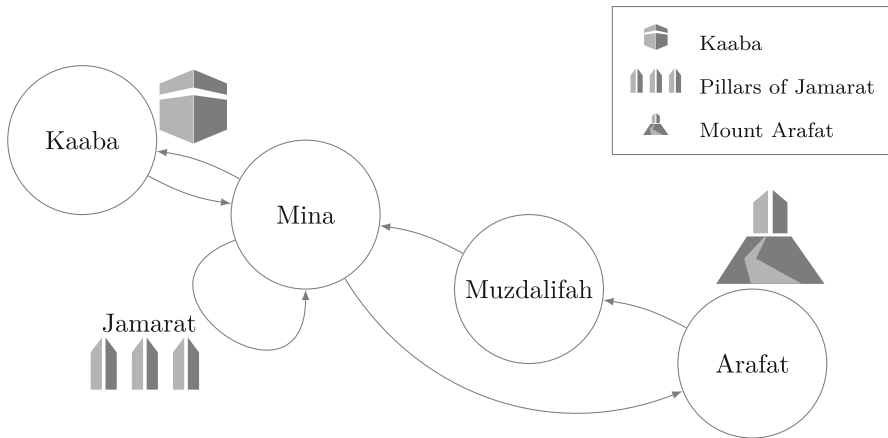 Kaaba
Pillars of Jamarat
Mount Arafat
Kaaba
Mina
Muzdalifah
Jamarat
Arafat